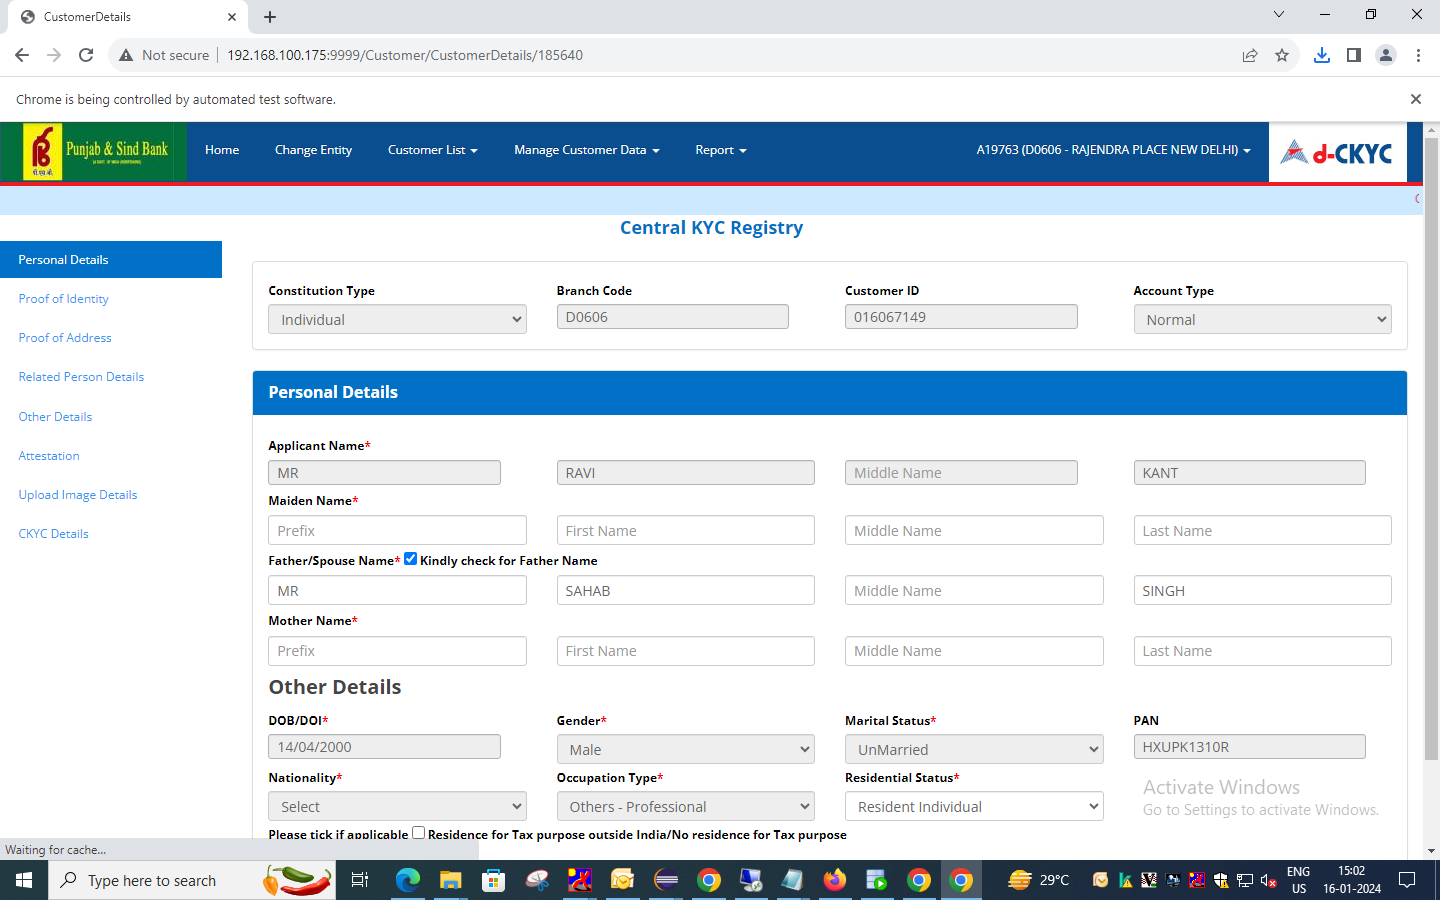 CustomerDetails
Not secure
192.168.100.175:9999/Customer/CustomerDetails/185640
Chrome is being controlled by automated test software.
Punjab & Sind Bank
पी.एस.बी.
Home
Change Entity
Customer List
Manage Customer Data
Report
A19763 (D0606 - RAJENDRA PLACE NEW DELHI)
d-CKYC
Central KYC Registry
Personal Details
Proof of Identity
Proof of Address
Related Person Details
Other Details
Attestation
Upload Image Details
CKYC Details
Constitution Type
Branch Code
Customer ID
Account Type
Individual
D0606
016067149
Normal
Personal Details
Applicant Name*
MR
RAVI
Middle Name
KANT
Maiden Name*
Prefix
First Name
Middle Name
Last Name
Father/Spouse Name* Kindly check for Father Name
MR
SAHAB
Middle Name
SINGH
Mother Name*
Prefix
First Name
Middle Name
Last Name
Other Details
DOB/DOI*
Gender*
Marital Status*
PAN
14/04/2000
Male
UnMarried
HXUPK1310R
Nationality*
Occupation Type*
Residential Status*
Select
Others - Professional
Resident Individual
Activate Windows
Go to Settings to activate Windows.
Please tick if applicable Residence for Tax purpose outside India/No residence for Tax purpose
Waiting for cache...
Type here to search
29°C
ENG
US
15:02
16-01-2024